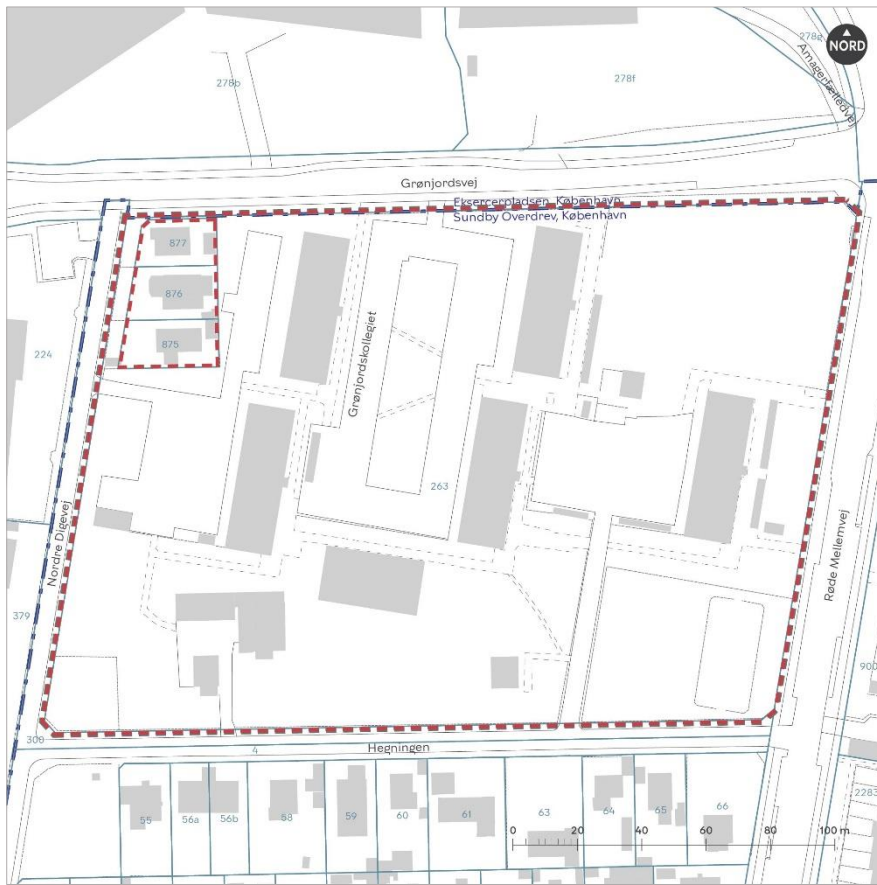 278g
NORD
278b
278f
Amagerfælledvej
Grønjordsvej
Eksercerpladsen, København
Sundby Overdrev, København
877
876
875
224
Grønjordskollegiet
263
Nordre Digevej
Røde Mellemvej
379
900
300
4
Hegningen
55
56a
56b
58
59
60
61
63
64
65
66
2283
0 20 40 60 80 100 m